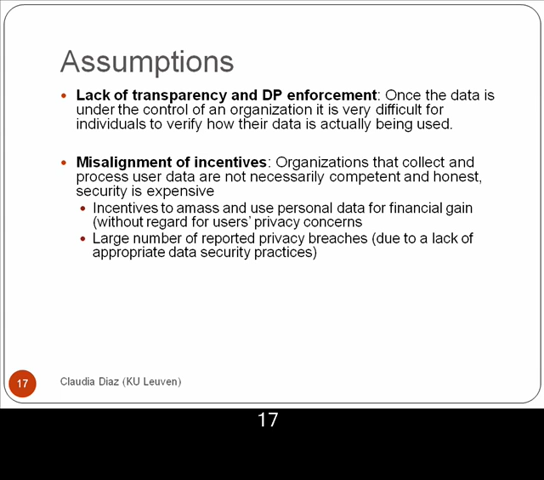 Assumptions
• Lack of transparency and DP enforcement: Once the data is
under the control of an organization it is very difficult for
individuals to verify how their data is actually being used.
• Misalignment of incentives: Organizations that collect and
process user data are not necessarily competent and honest,
security is expensive
• Incentives to amass and use personal data for financial gain
(without regard for users' privacy concerns
• Large number of reported privacy breaches (due to a lack of
appropriate data security practices)
17
Claudia Diaz (KU Leuven)
17